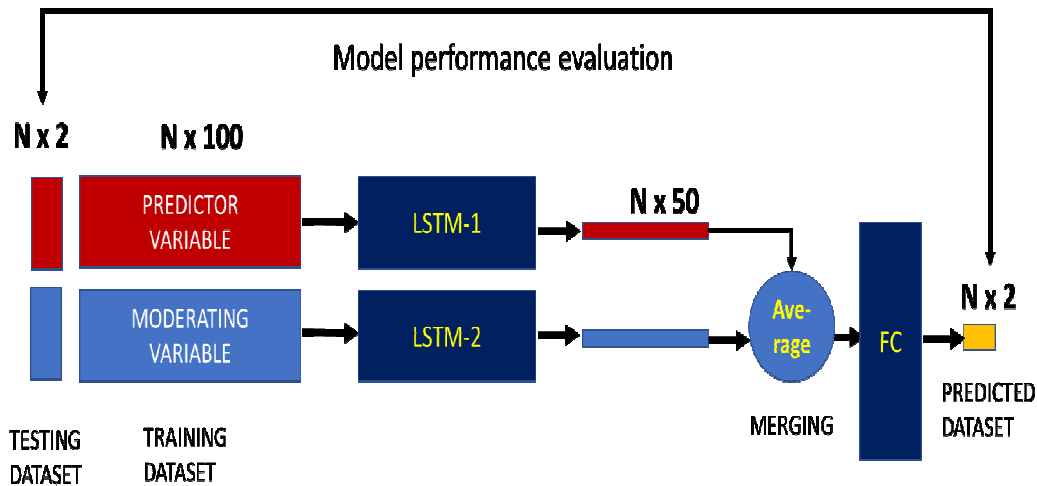 Model performance evaluation
N x 2
N x 100
PREDICTOR
VARIABLE
LSTM-1
N x 50
MODERATING
VARIABLE
LSTM-2
Ave-
rage
FC
N x 2
MERGING
PREDICTED
DATASET
TESTING
DATASET
TRAINING
DATASET